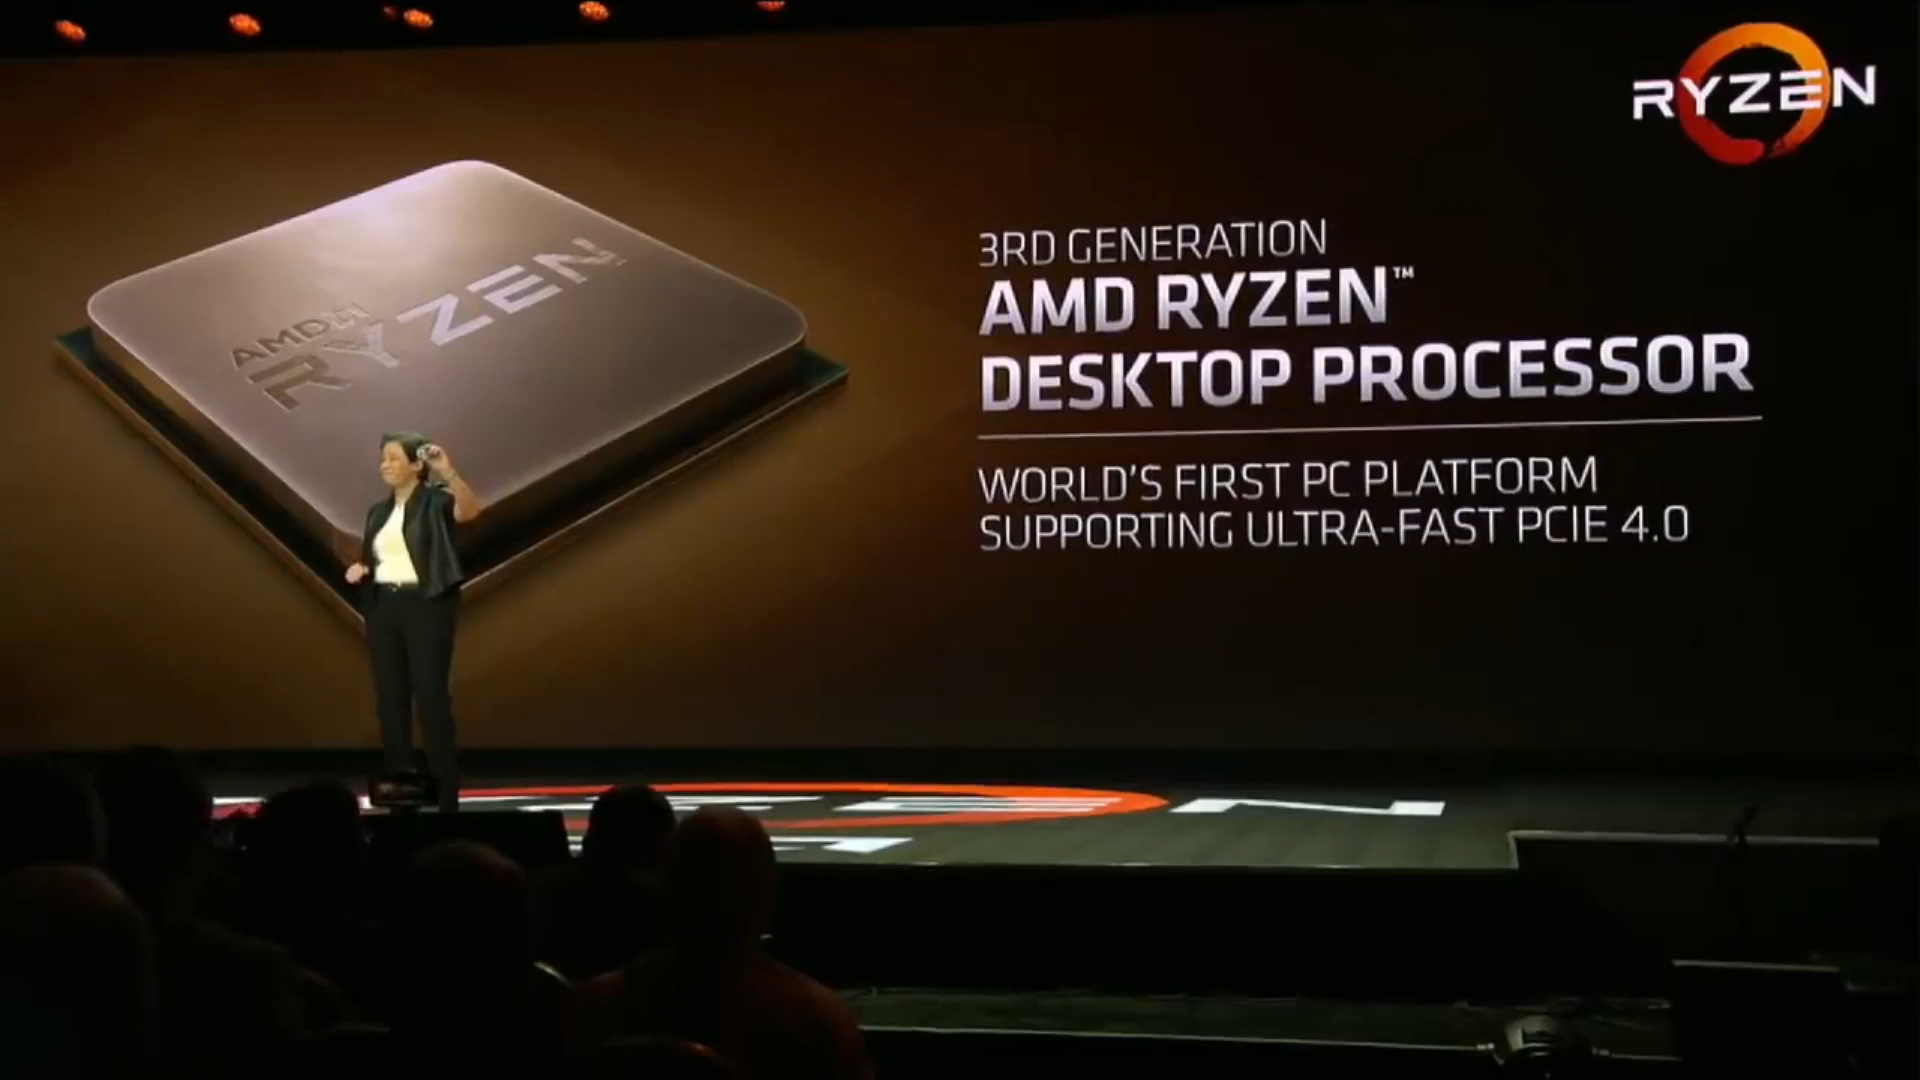 RYZEN
3RD GENERATION
AMD RYZEN™
DESKTOP PROCESSOR
WORLD'S FIRST PC PLATFORM
SUPPORTING ULTRA-FAST PCIE 4.0
AMD
RYZEN